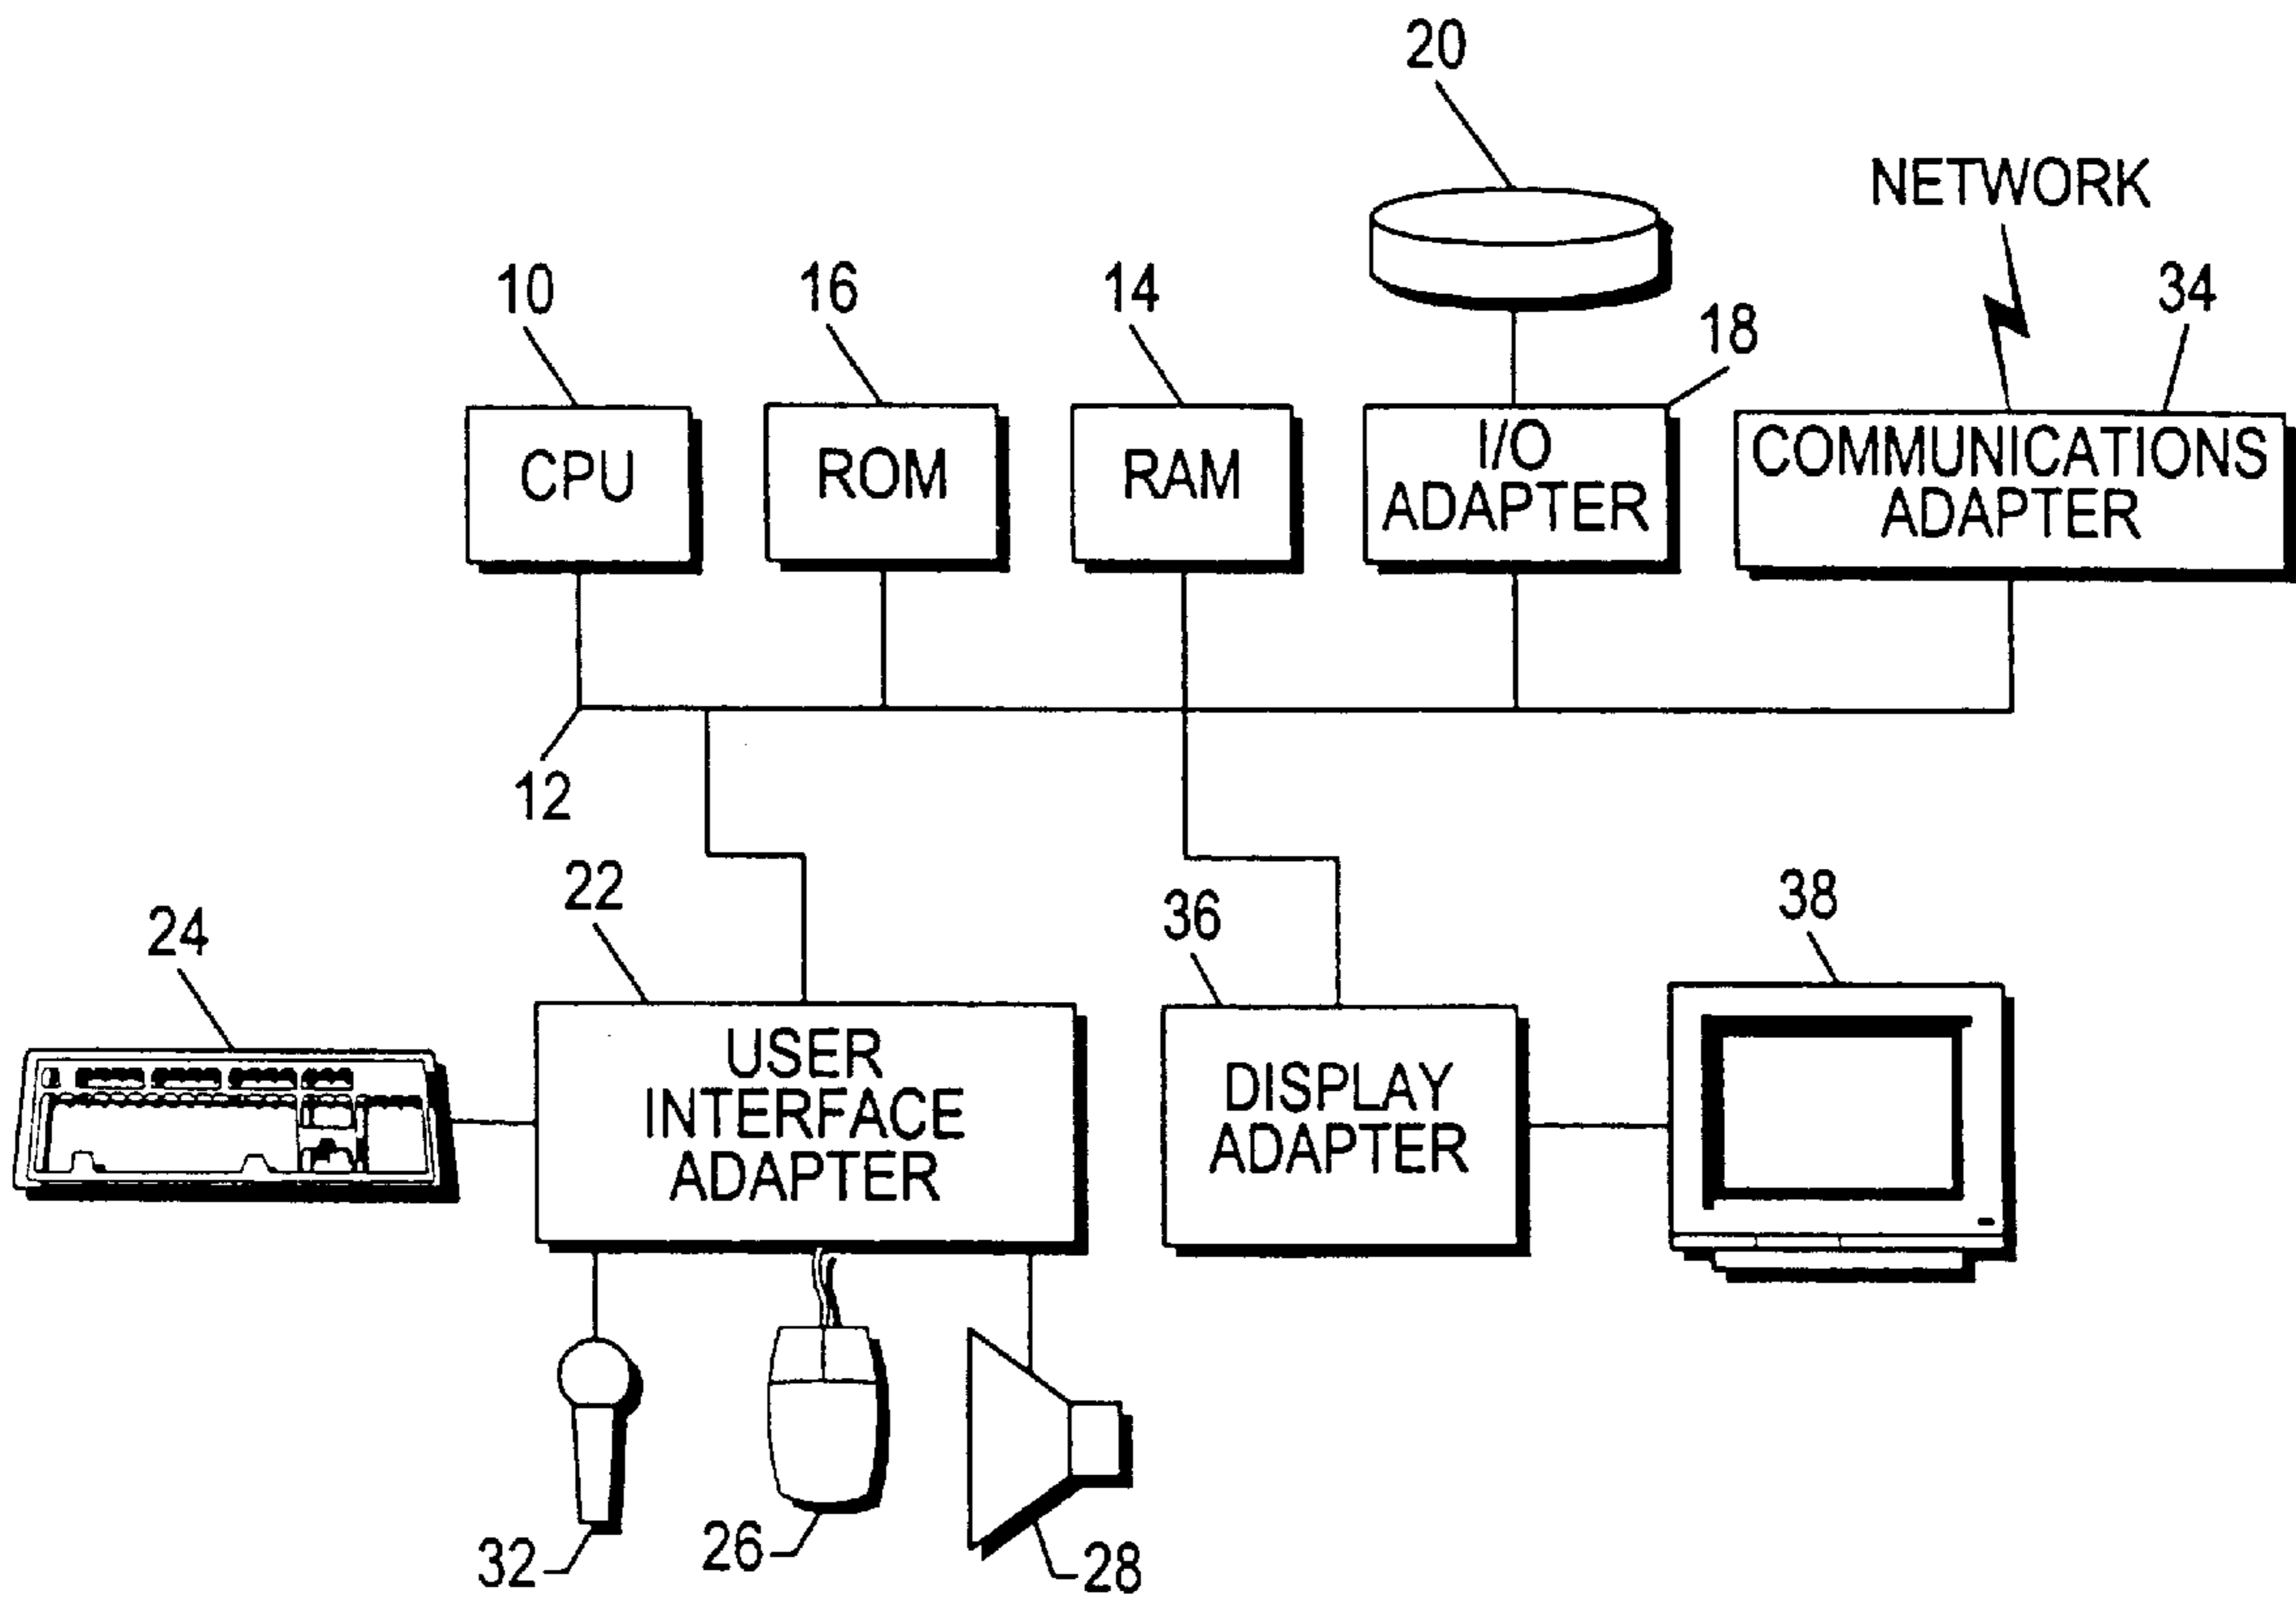 20
NETWORK
10
16
14
18
34
CPU
ROM
RAM
I/O
ADAPTER
COMMUNICATIONS
ADAPTER
12
22
36
38
24
USER
INTERFACE
ADAPTER
DISPLAY
ADAPTER
32
26
28